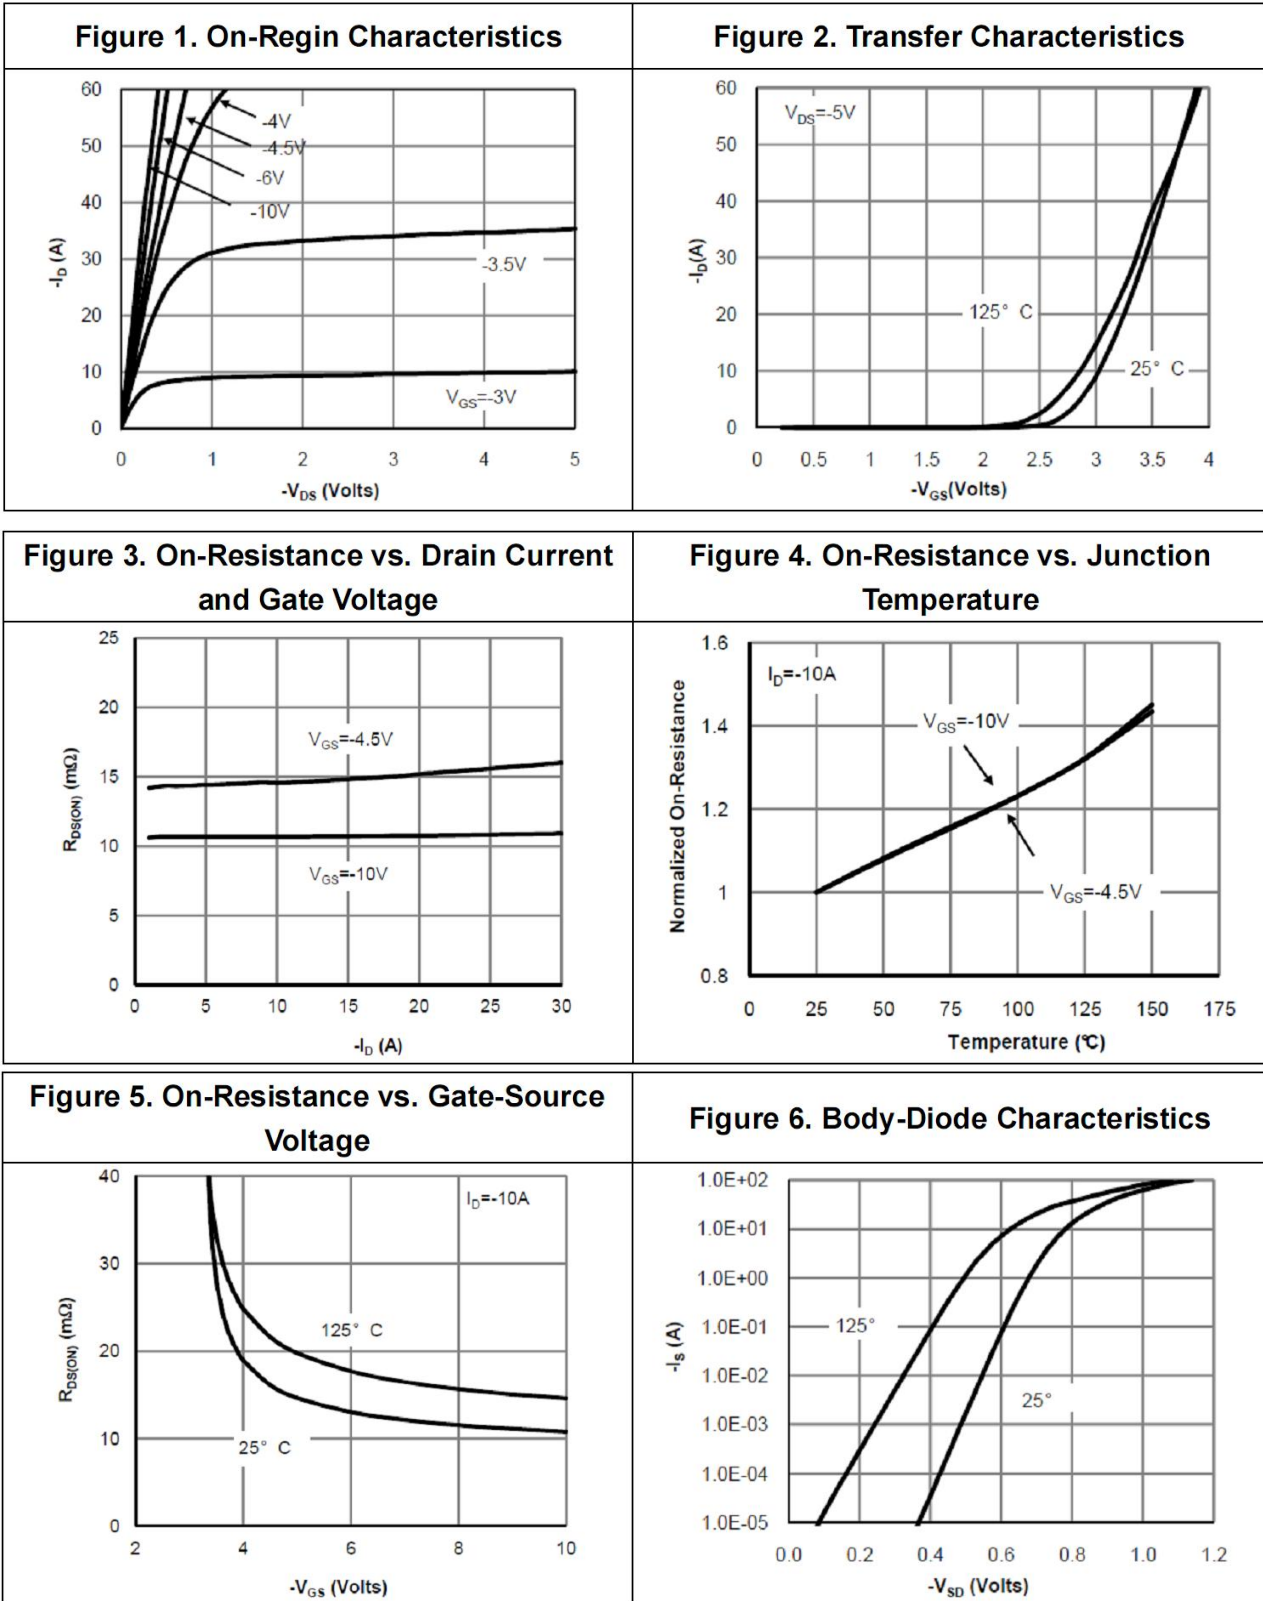 Figure 1. On-Regin Characteristics
Figure 2. Transfer Characteristics
60
50
40
30
20
10
0
-I_D (A)
-4V
-4.5V
-6V
-10V
-3.5V
V_GS=-3V
0 1 2 3 4 5
-V_DS (Volts)
60
50
40
30
20
10
0
-I_D(A)
V_DS=-5V
125° C
25° C
0 0.5 1 1.5 2 2.5 3 3.5 4
-V_GS(Volts)
Figure 3. On-Resistance vs. Drain Current
and Gate Voltage
Figure 4. On-Resistance vs. Junction
Temperature
25
20
15
10
5
0
R_DS(ON) (mΩ)
V_GS=-4.5V
V_GS=-10V
0 5 10 15 20 25 30
-I_D (A)
1.6
1.4
1.2
1
0.8
Normalized On-Resistance
I_D=-10A
V_GS=-10V
V_GS=-4.5V
0 25 50 75 100 125 150 175
Temperature (℃)
Figure 5. On-Resistance vs. Gate-Source
Voltage
Figure 6. Body-Diode Characteristics
40
30
20
10
0
R_DS(ON) (mΩ)
I_D=-10A
125° C
25° C
2 4 6 8 10
-V_GS (Volts)
1.0E+02
1.0E+01
1.0E+00
1.0E-01
1.0E-02
1.0E-03
1.0E-04
1.0E-05
-I_S (A)
125°
25°
0.0 0.2 0.4 0.6 0.8 1.0 1.2
-V_SD (Volts)